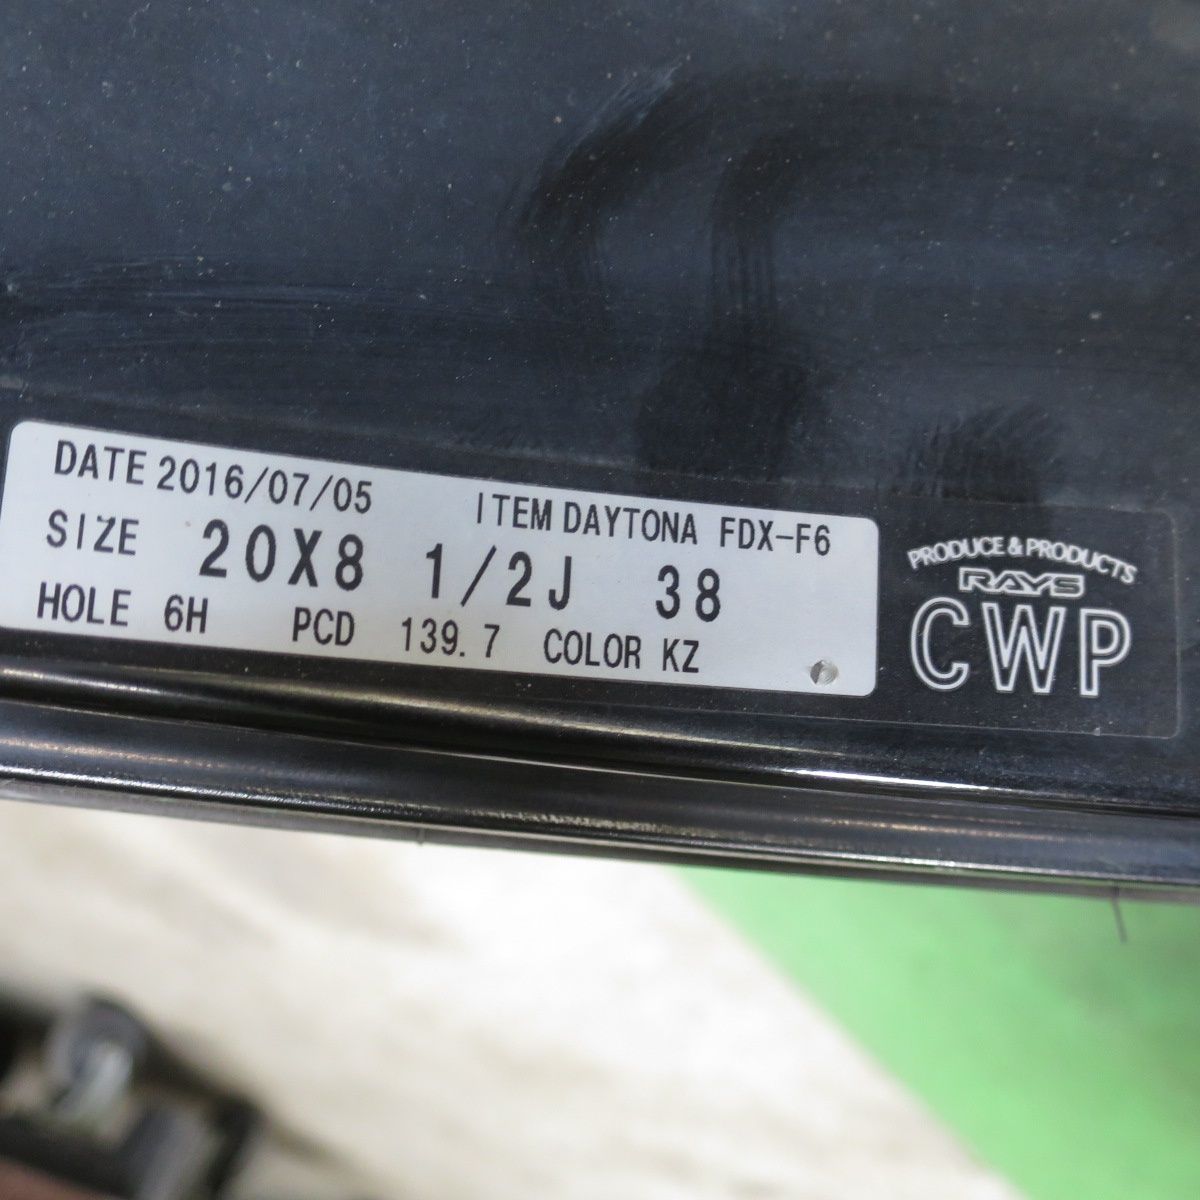 DATE 2016/07/05 ITEM DAYTONA FDX-F6
SIZE 20X8 1/2J 38
HOLE 6H PCD 139.7 COLOR KZ
PRODUCE & PRODUCTS
RAYS
CWP